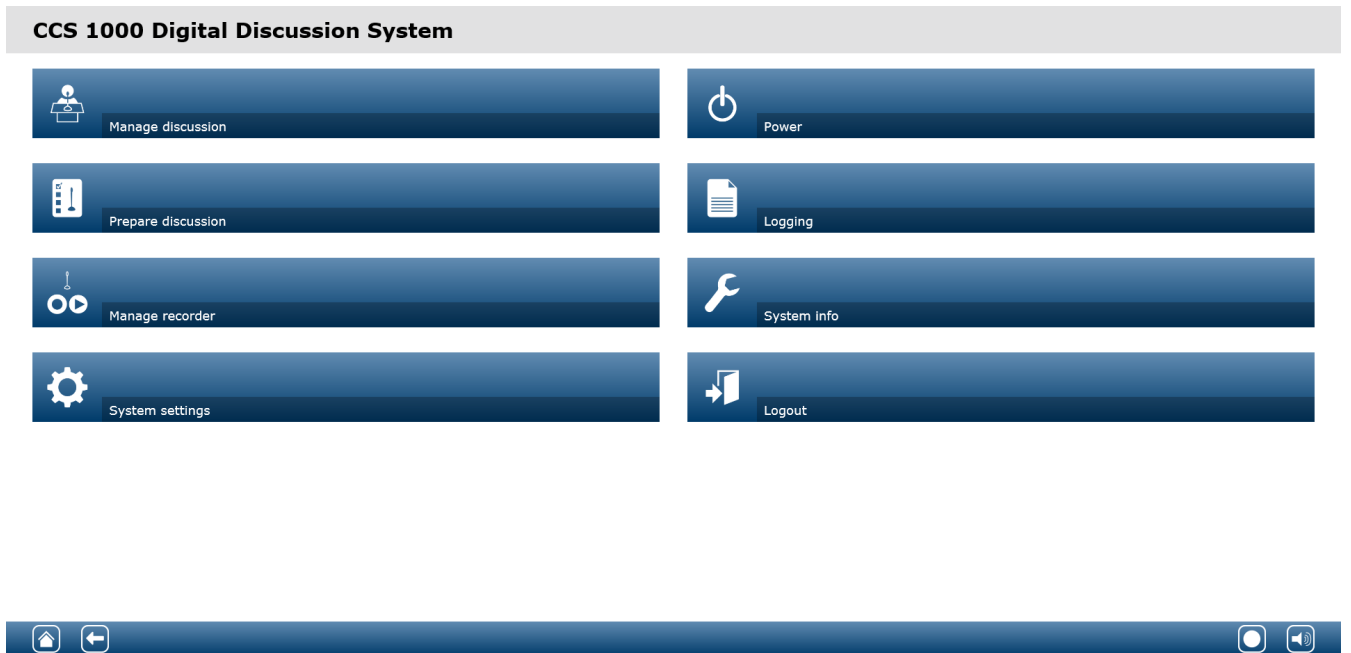 CCS 1000 Digital Discussion System
Manage discussion
Power
Prepare discussion
Logging
Manage recorder
System info
System settings
Logout